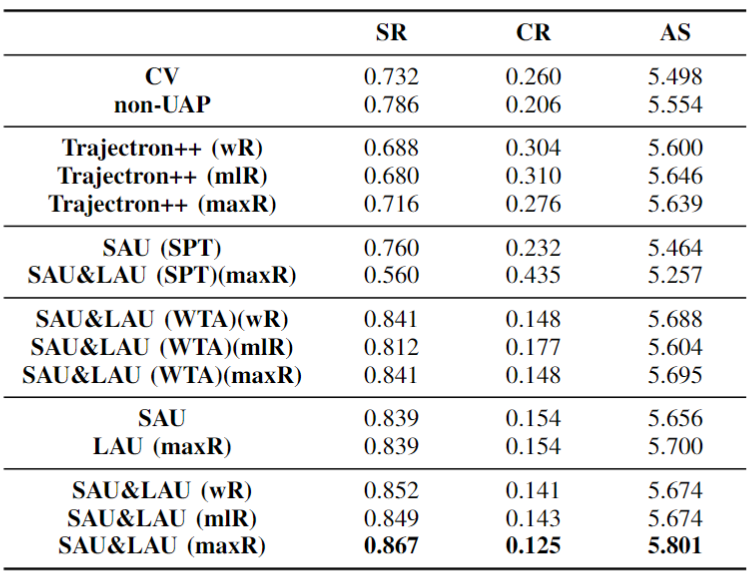 SR CR AS
CV 0.732 0.260 5.498
non-UAP 0.786 0.206 5.554
Trajectron++ (wR) 0.688 0.304 5.600
Trajectron++ (mlR) 0.680 0.310 5.646
Trajectron++ (maxR) 0.716 0.276 5.639
SAU (SPT) 0.760 0.232 5.464
SAU&LAU (SPT)(maxR) 0.560 0.435 5.257
SAU&LAU (WTA)(wR) 0.841 0.148 5.688
SAU&LAU (WTA)(mlR) 0.812 0.177 5.604
SAU&LAU (WTA)(maxR) 0.841 0.148 5.695
SAU 0.839 0.154 5.656
LAU (maxR) 0.839 0.154 5.700
SAU&LAU (wR) 0.852 0.141 5.674
SAU&LAU (mlR) 0.849 0.143 5.674
SAU&LAU (maxR) 0.867 0.125 5.801